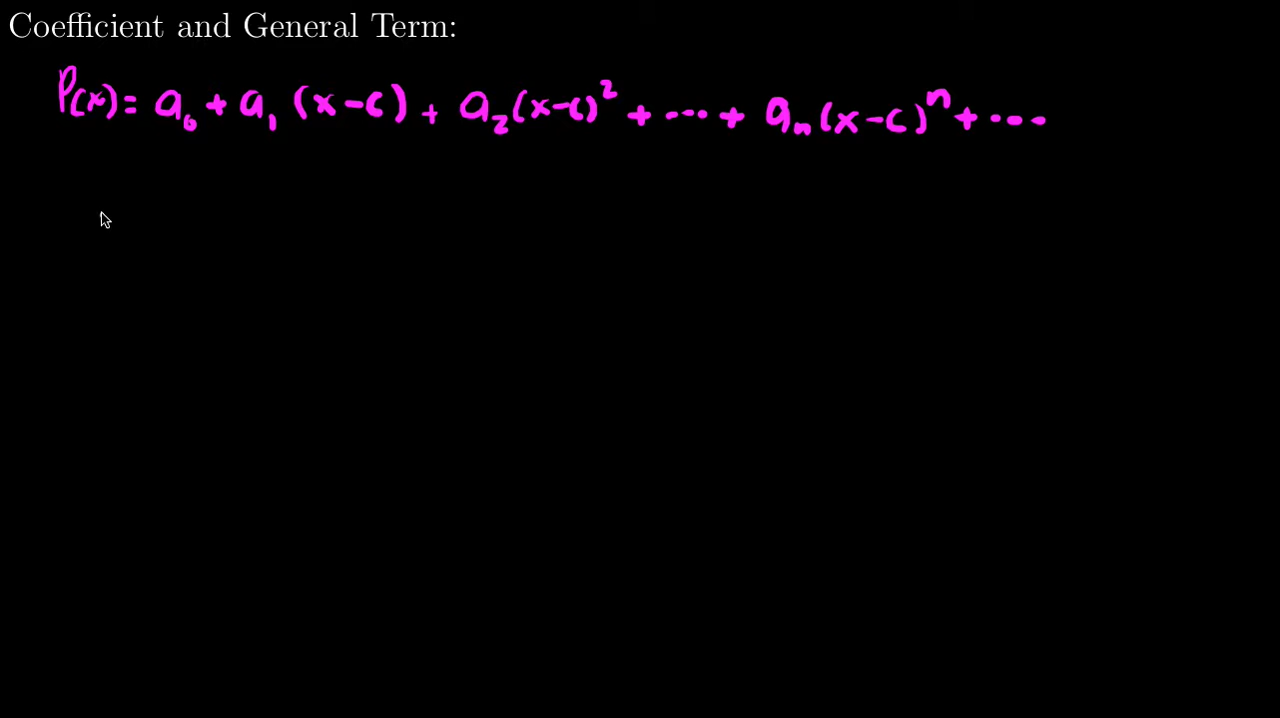 Coefficient and General Term:
P(x) = a₀ + a₁ (x-c) + a₂(x-c)² + ... + aₙ(x-c)ⁿ + ...